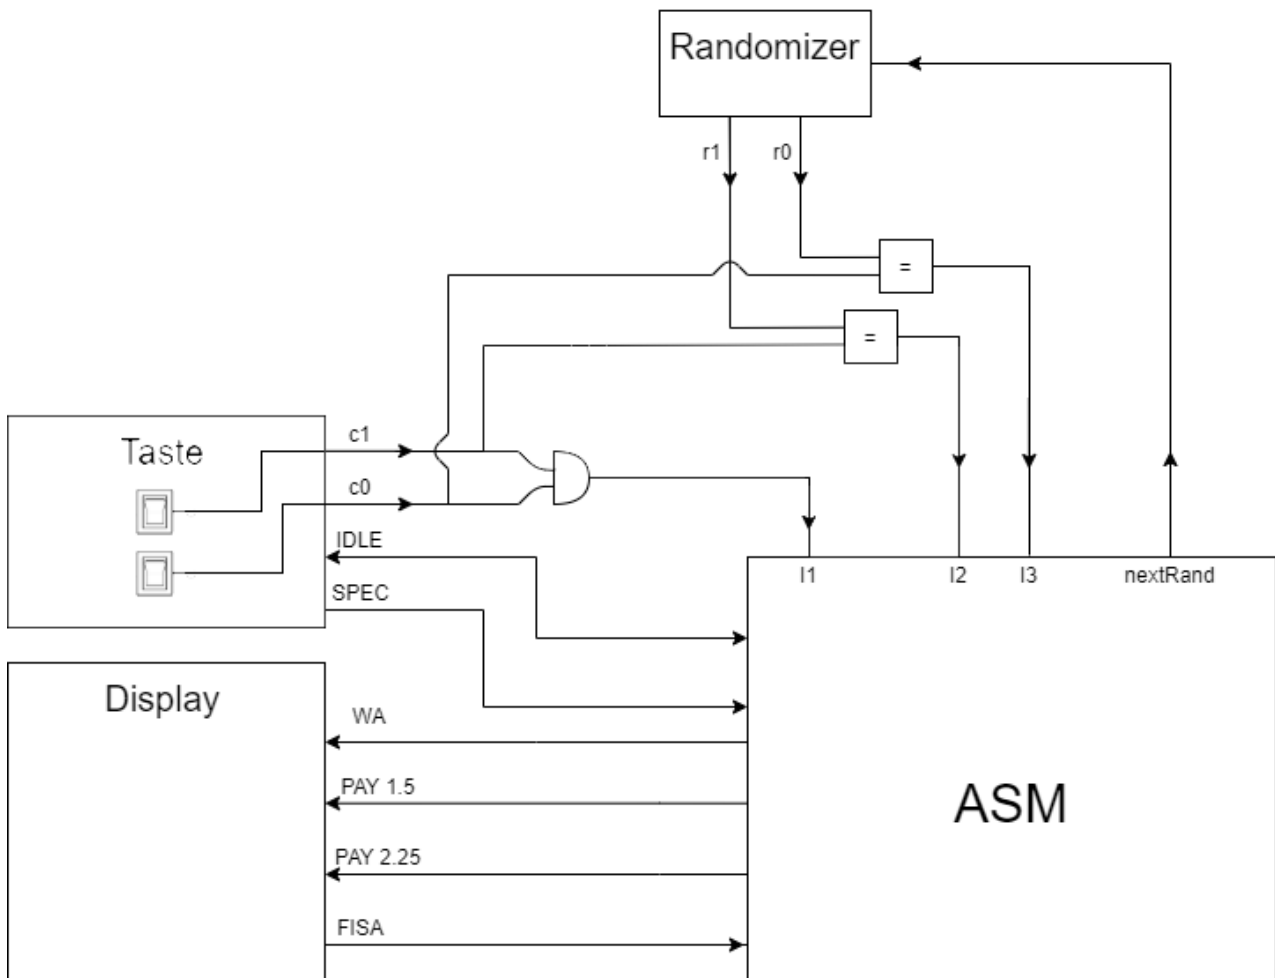 Randomizer
r1
r0
=
=
Taste
c1
c0
IDLE
SPEC
I1
I2
I3
nextRand
Display
WA
PAY 1.5
PAY 2.25
FISA
ASM